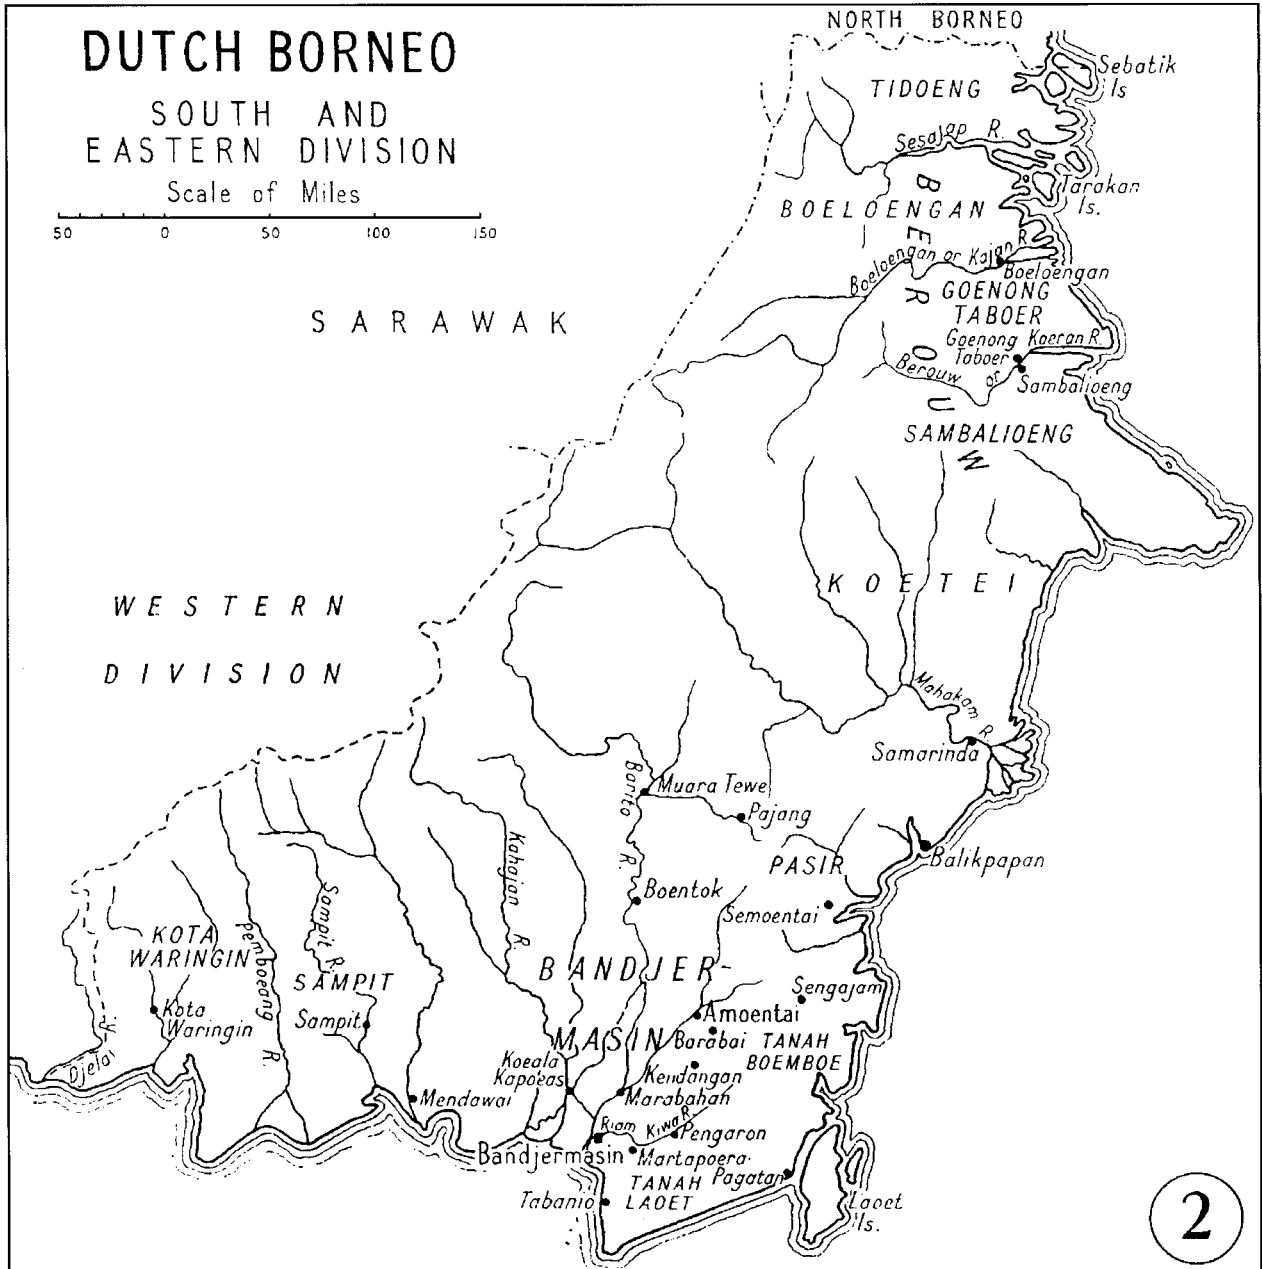 DUTCH BORNEO
SOUTH AND
EASTERN DIVISION
Scale of Miles
50 0 50 100 150
NORTH BORNEO
Sebatik
Is
TIDOENG
Sesajap R.
Tarakan
Is.
BOELOENGAN
BEROUW
Boeloengan or Kajan R
Boeloengan
GOENONG
TABOER
Goenong
Taboer
Koeran R.
Berouw or
Sambalioeng
SAMBALIOENG
SARAWAK
WESTERN
DIVISION
KOETEI
Mahakam R.
Samarinda
Barito R.
Muara Tewe
Pajang
PASIR
Balikpapan
Kahajan R.
Boentok
Semoentai
Sampit R.
Pemboeang R.
KOTA
WARINGIN
SAMPIT
BANDJER-
MASIN
Sengajam
Kota
Waringin
Sampit
Amoentai
Barabai
TANAH
BOEMBOE
Djelai
Koeala
Kapoeas
Kendangan
Mendawai
Marabahan
Riam Kiwa R.
Pengaron
Bandjermasin
Martapoera
TANAH
LAOET
Pagatan
Tabanio
Laoet
Is.
2